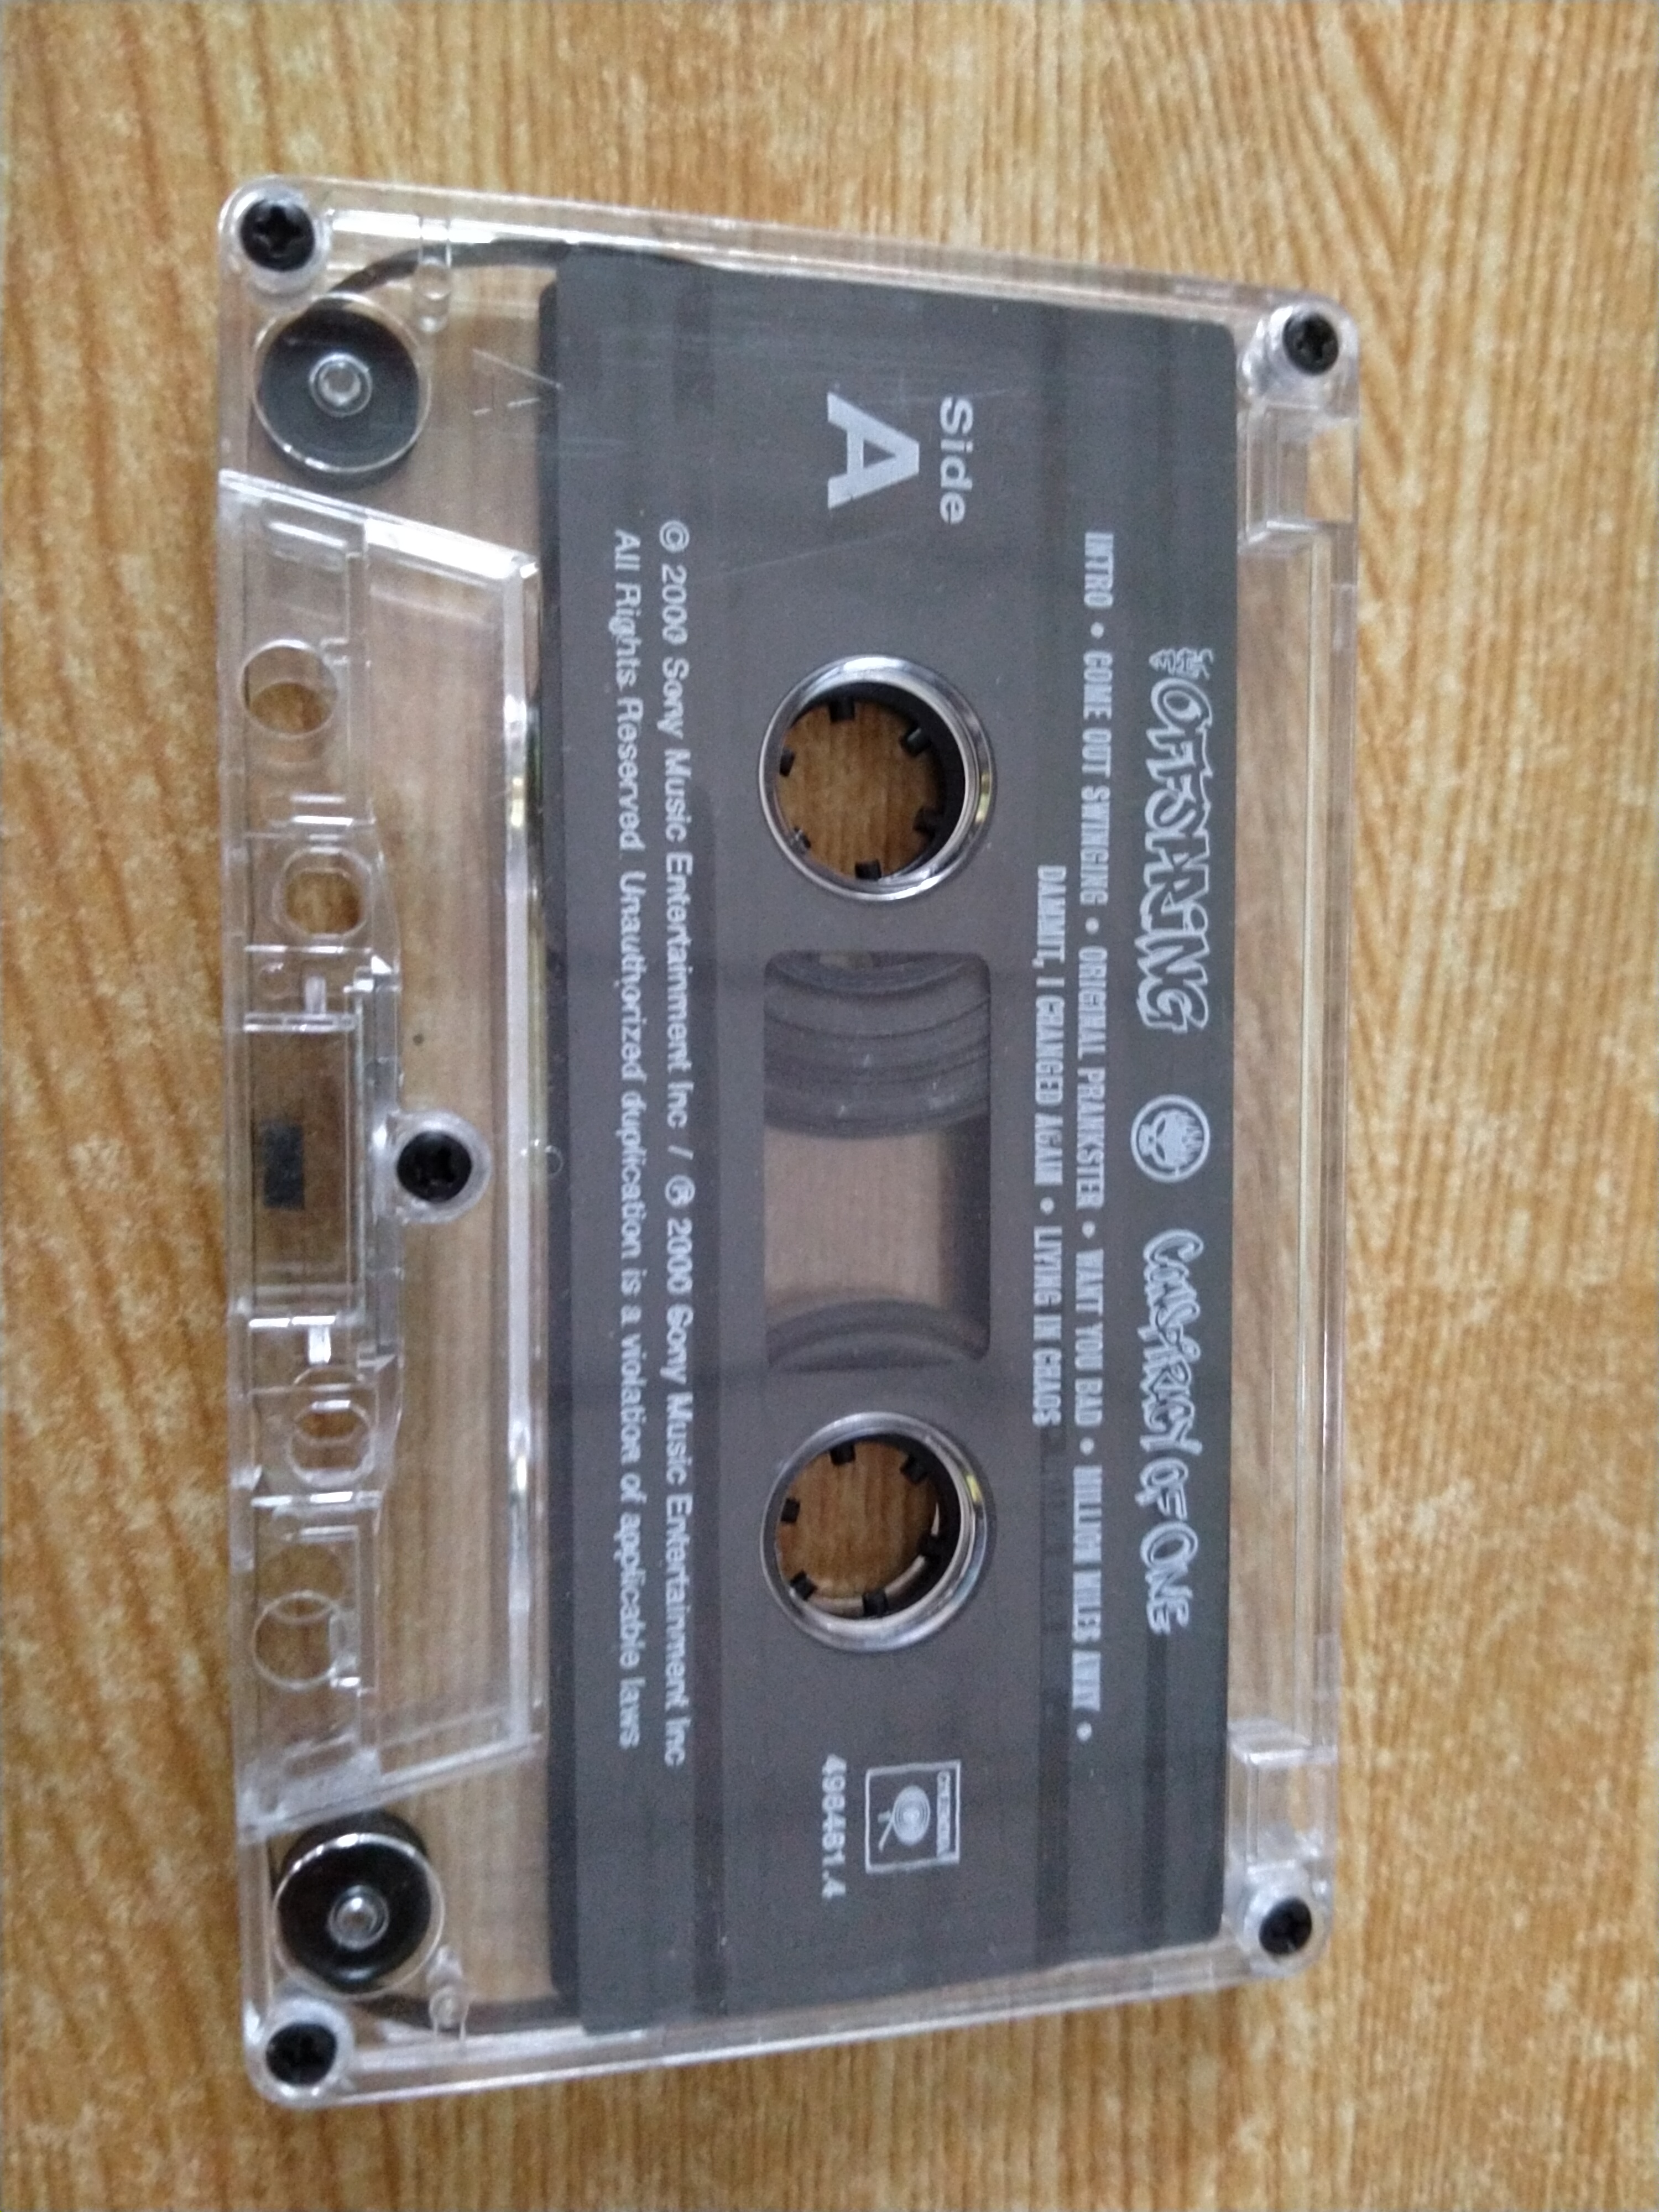 THE OFFSPRING CONSPIRACY OF ONE
INTRO • COME OUT SWINGING • ORIGINAL PRANKSTER • WANT YOU BAD • MILLION MILES AWAY •
DAMMIT, I CHANGED AGAIN • LIVING IN CHAOS
Side
A
COLUMBIA
498481.4
© 2000 Sony Music Entertainment Inc / ℗ 2000 Sony Music Entertainment Inc
All Rights Reserved. Unauthorized duplication is a violation of applicable laws